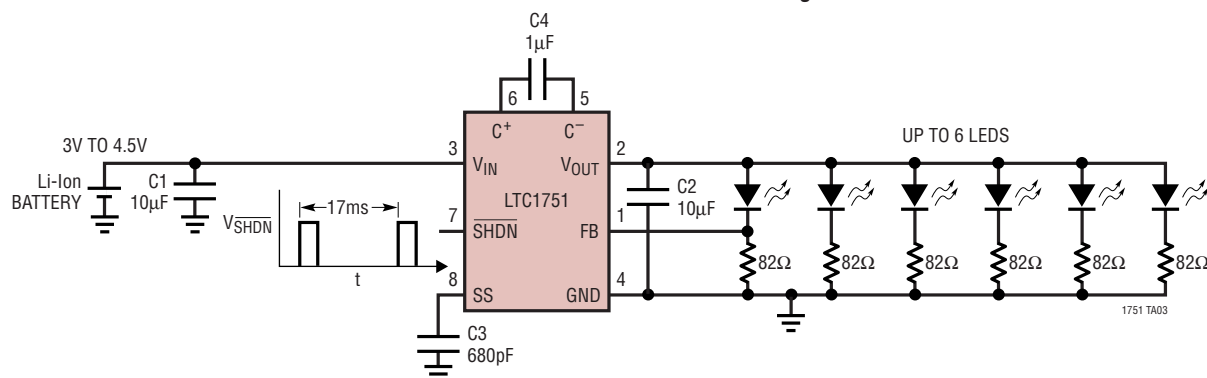 C4
1µF
6
5
C+
C−
3V TO 4.5V
3
VIN
VOUT
2
UP TO 6 LEDS
Li-Ion
BATTERY
C1
10µF
LTC1751
C2
10µF
VSHDN
17ms
t
7
SHDN
FB
1
82Ω
82Ω
82Ω
82Ω
82Ω
82Ω
8
SS
GND
4
1751 TA03
C3
680pF